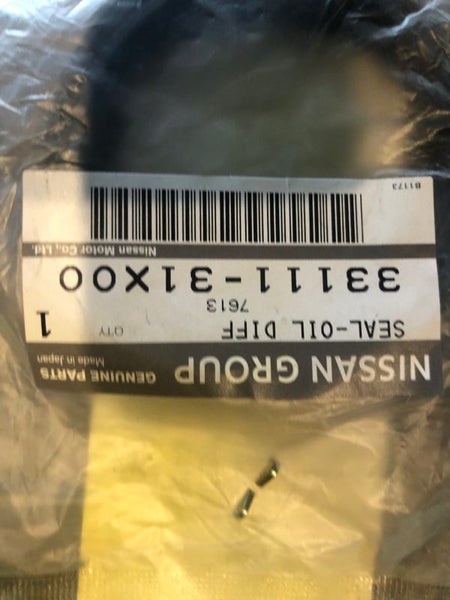 NISSAN GROUP GENUINE PARTS
Made in Japan
SEAL-OIL DIFF QTY 1
7613
33111-31X00
Nissan Motor Co., Ltd.
B1173